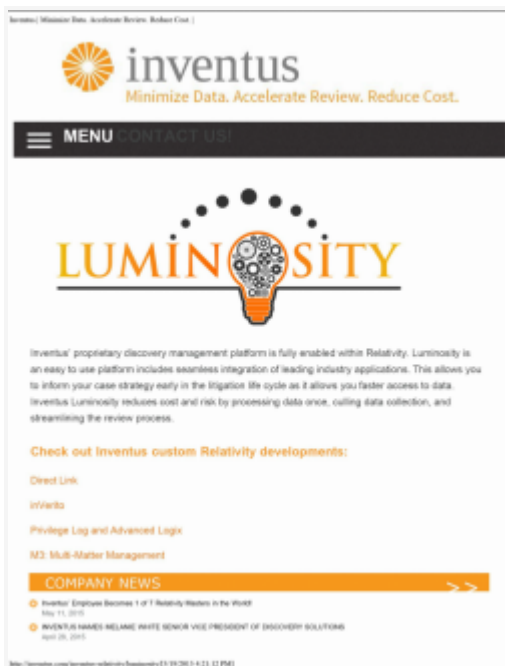 Inventus | Minimize Data. Accelerate Review. Reduce Cost. |
inventus
Minimize Data. Accelerate Review. Reduce Cost.
MENU CONTACT US!
LUMINOSITY
Inventus' proprietary discovery management platform is fully enabled within Relativity. Luminosity is
an easy to use platform includes seamless integration of leading industry applications. This allows you
to inform your case strategy early in the litigation life cycle as it allows you faster access to data.
Inventus Luminosity reduces cost and risk by processing data once, culling data collection, and
streamlining the review process.
Check out Inventus custom Relativity developments:
Direct Link
inVerito
Privilege Log and Advanced Logix
M3: Multi-Matter Management
COMPANY NEWS >>
Inventus' Employee Becomes 1 of 7 Relativity Masters in the World!
May 11, 2015
INVENTUS NAMES MELANIE WHITE SENIOR VICE PRESIDENT OF DISCOVERY SOLUTIONS
April 29, 2015